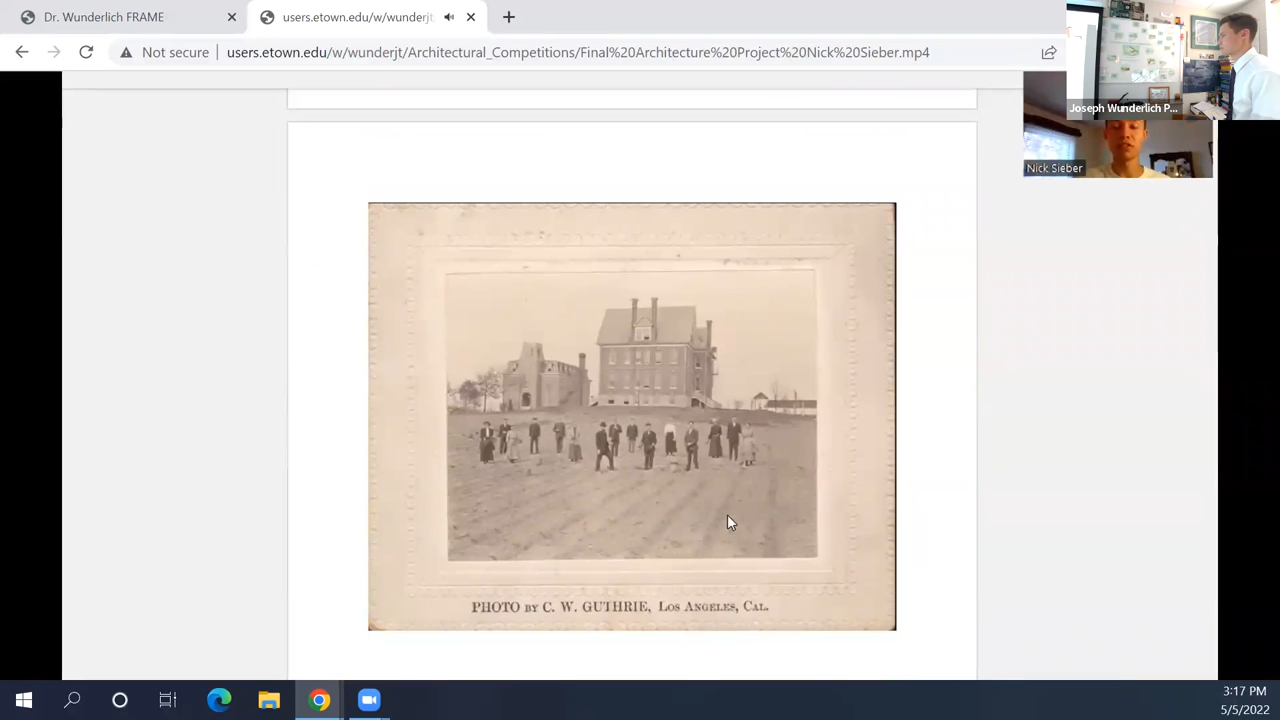 Dr. Wunderlich FRAME
users.etown.edu/w/wunderjt
Not secure
users.etown.edu/w/wunderjt/Architectural_Competitions/Final%20Architecture%20Project%20Nick%20Sieber.mp4
Joseph Wunderlich P...
Nick Sieber
PHOTO BY C. W. GUTHRIE, LOS ANGELES, CAL.
3:17 PM
5/5/2022